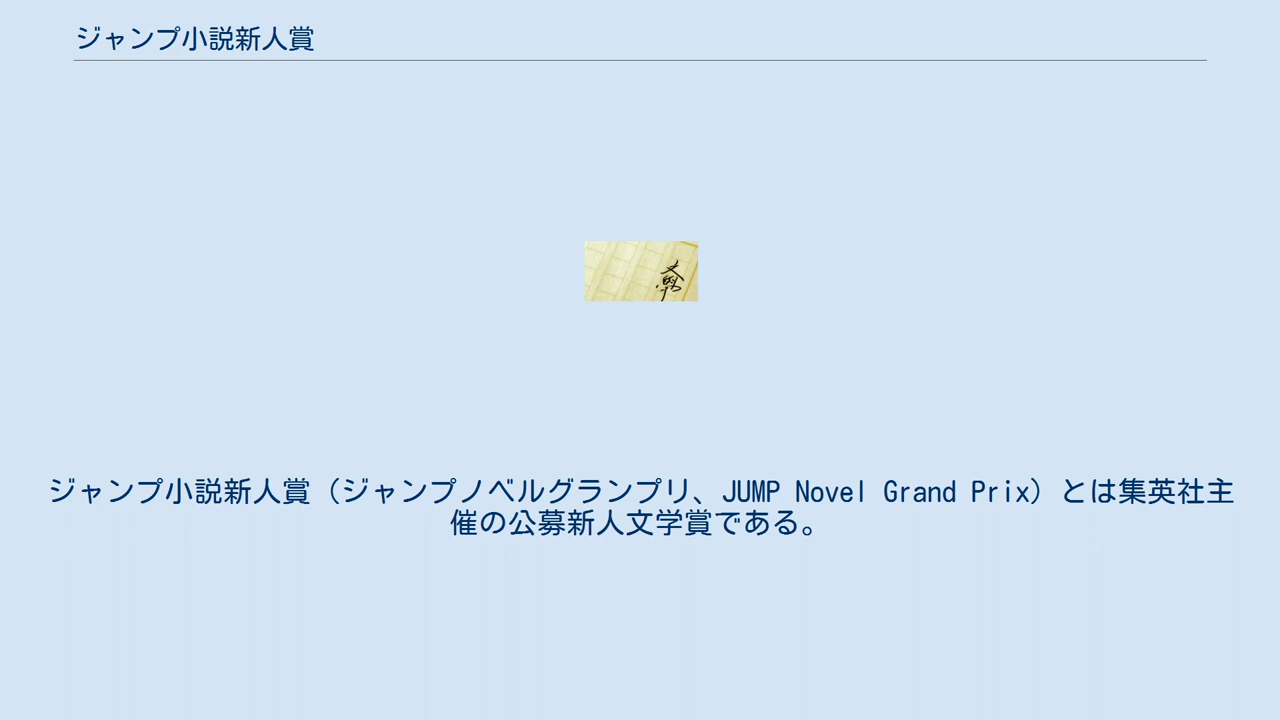 ジャンプ小説新人賞
ジャンプ小説新人賞（ジャンプノベルグランプリ、JUMP Novel Grand Prix）とは集英社主
催の公募新人文学賞である。